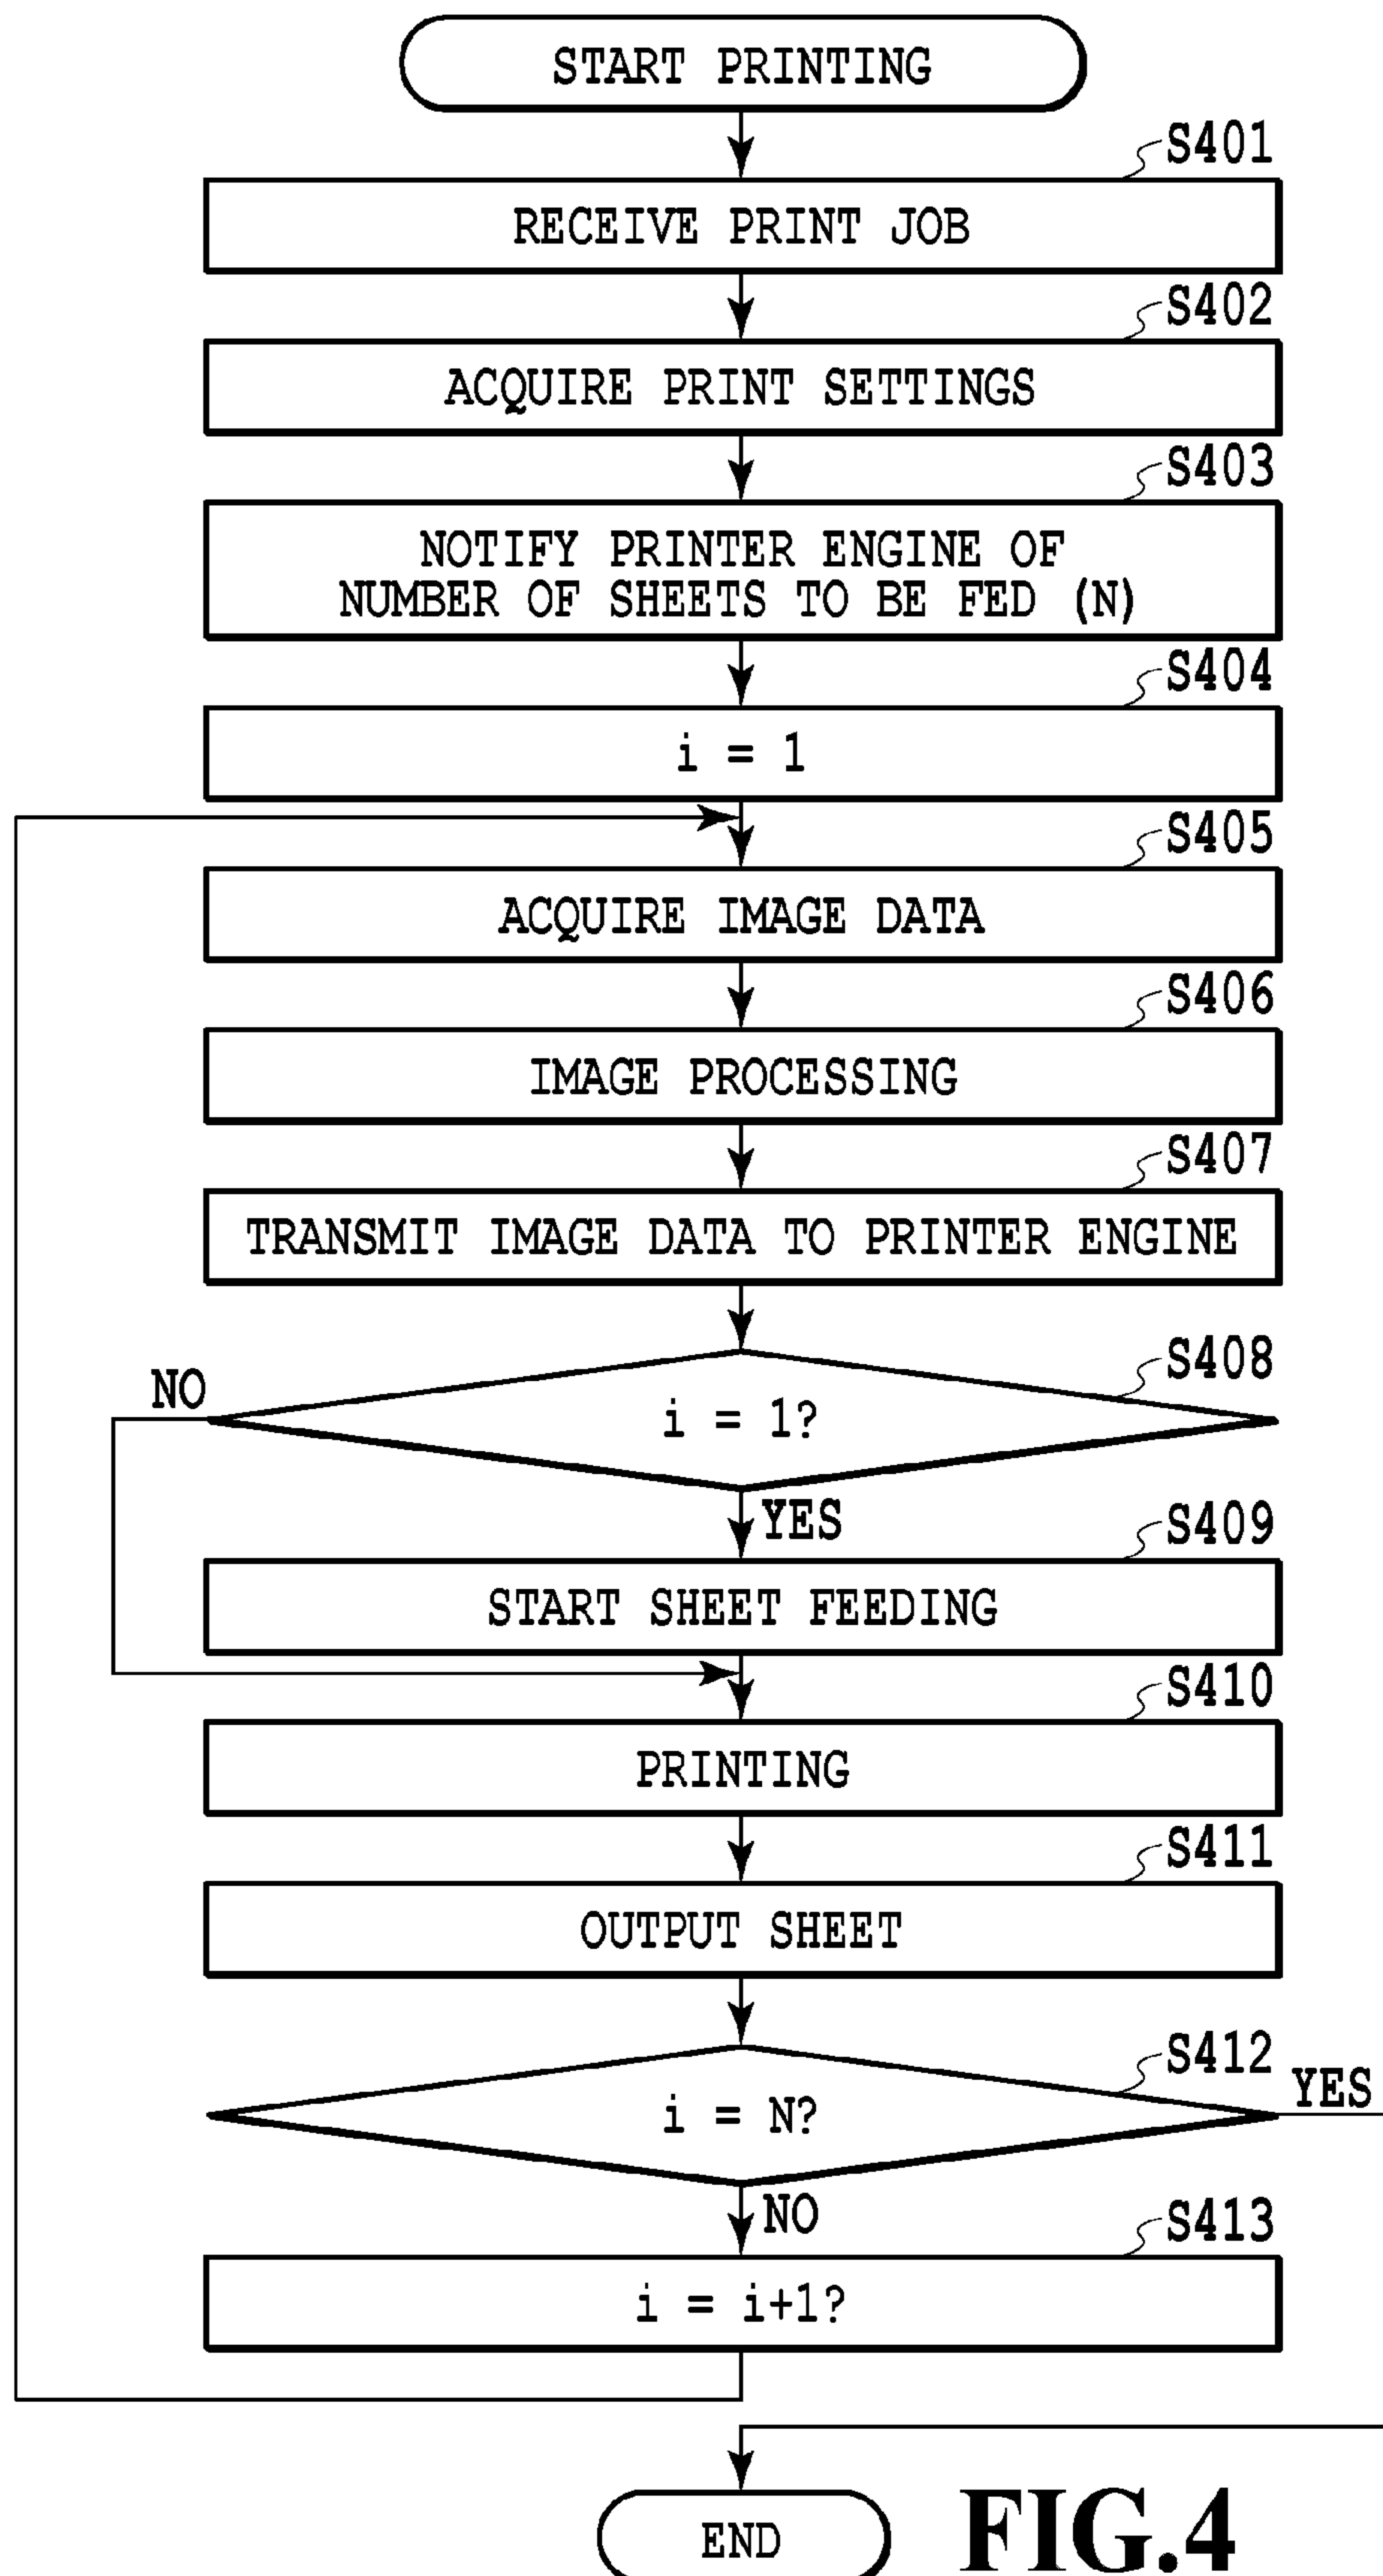 START PRINTING
S401
RECEIVE PRINT JOB
S402
ACQUIRE PRINT SETTINGS
S403
NOTIFY PRINTER ENGINE OF
NUMBER OF SHEETS TO BE FED (N)
S404
i = 1
S405
ACQUIRE IMAGE DATA
S406
IMAGE PROCESSING
S407
TRANSMIT IMAGE DATA TO PRINTER ENGINE
S408
NO
i = 1?
YES
S409
START SHEET FEEDING
S410
PRINTING
S411
OUTPUT SHEET
S412
YES
i = N?
NO
S413
i = i+1?
END
FIG.4